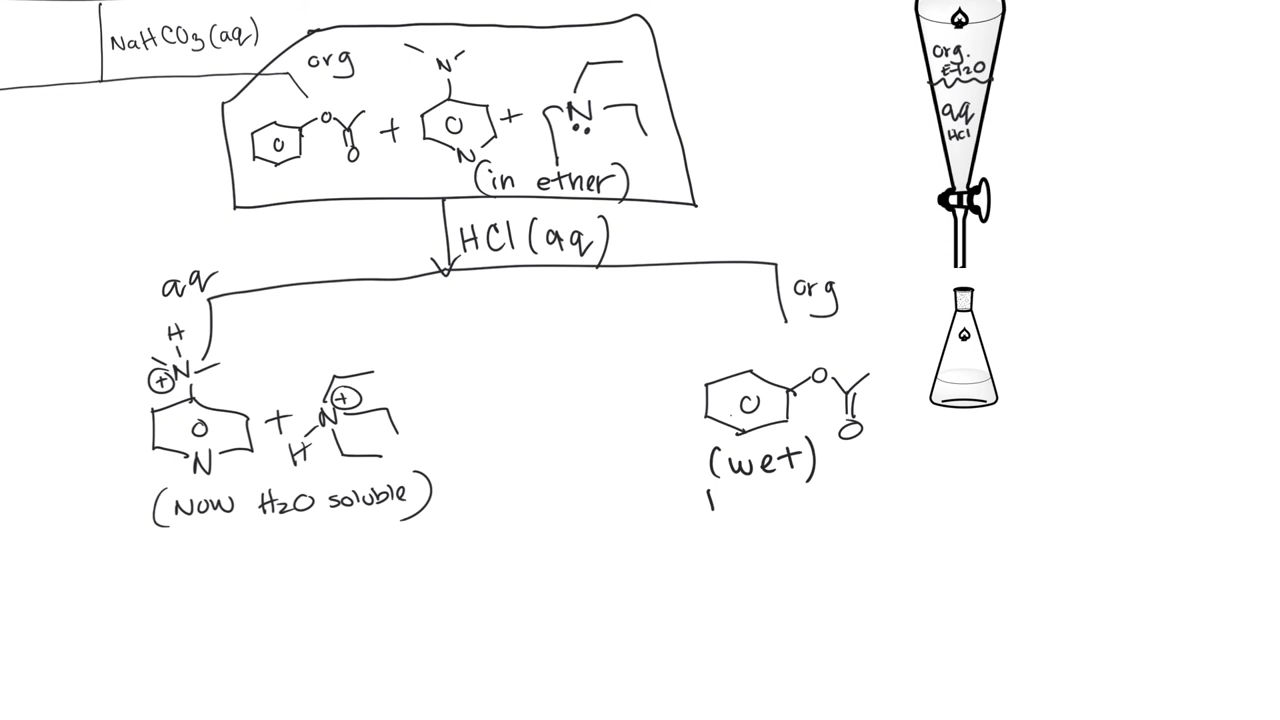 NaHCO3(aq)
org
O
O
N
O
N
+
+
N
(in ether)
HCl (aq)
aq
org
H
+ N
O
N
+
+
N
H
(Now H2O soluble)
O
O
O
(wet)
org.
Et2O
aq
HCl